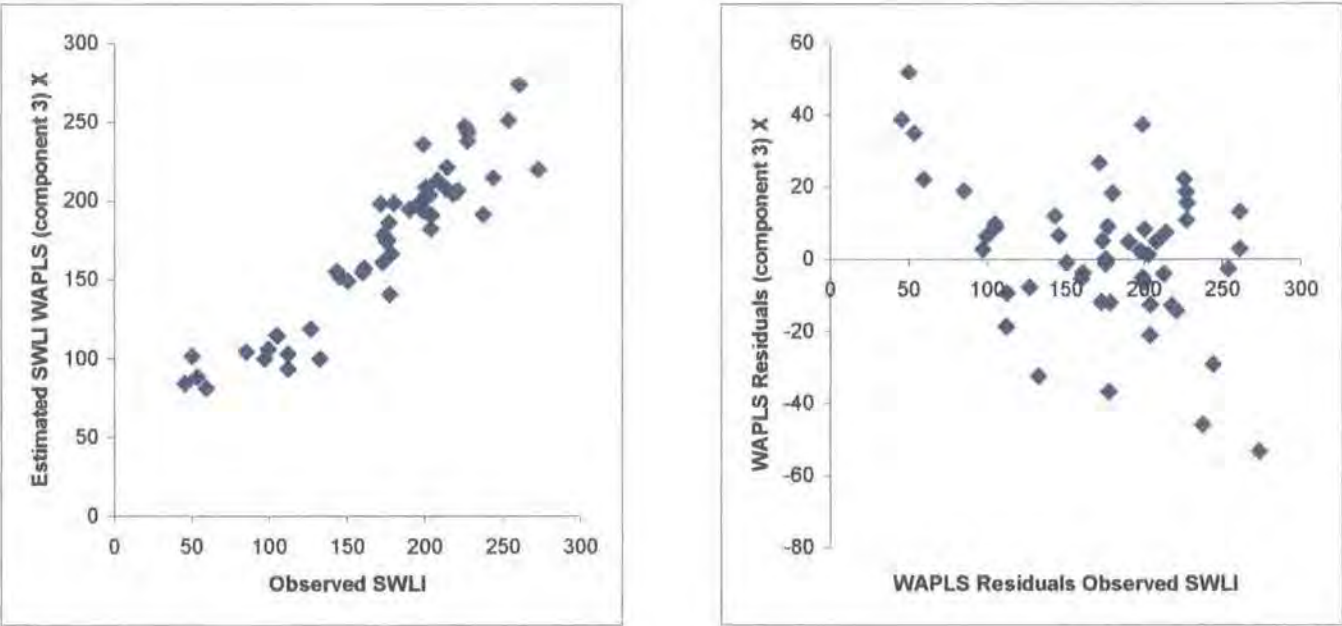 Estimated SWLI WAPLS (component 3) X
300
250
200
150
100
50
0
0 50 100 150 200 250 300
Observed SWLI
WAPLS Residuals (component 3) X
60
40
20
0
-20
-40
-60
-80
0 50 100 150 200 250 300
WAPLS Residuals Observed SWLI